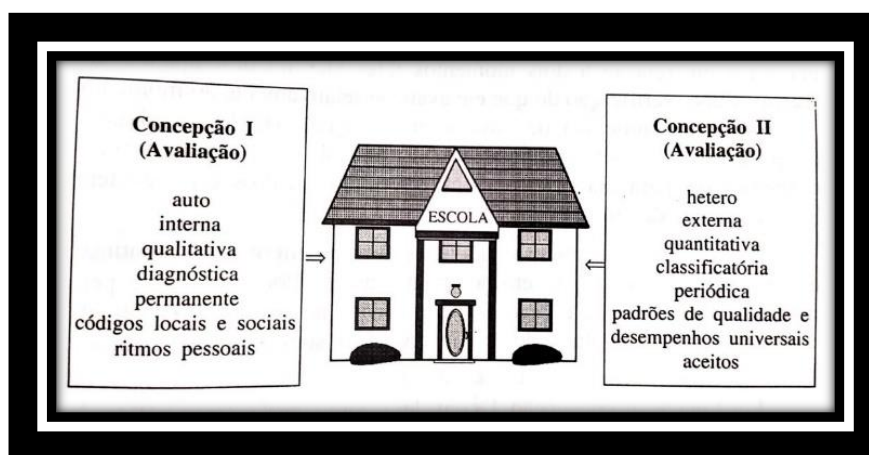 Concepção I
(Avaliação)
auto
interna
qualitativa
diagnóstica
permanente
códigos locais e sociais
ritmos pessoais
ESCOLA
Concepção II
(Avaliação)
hetero
externa
quantitativa
classificatória
periódica
padrões de qualidade e
desempenhos universais
aceitos